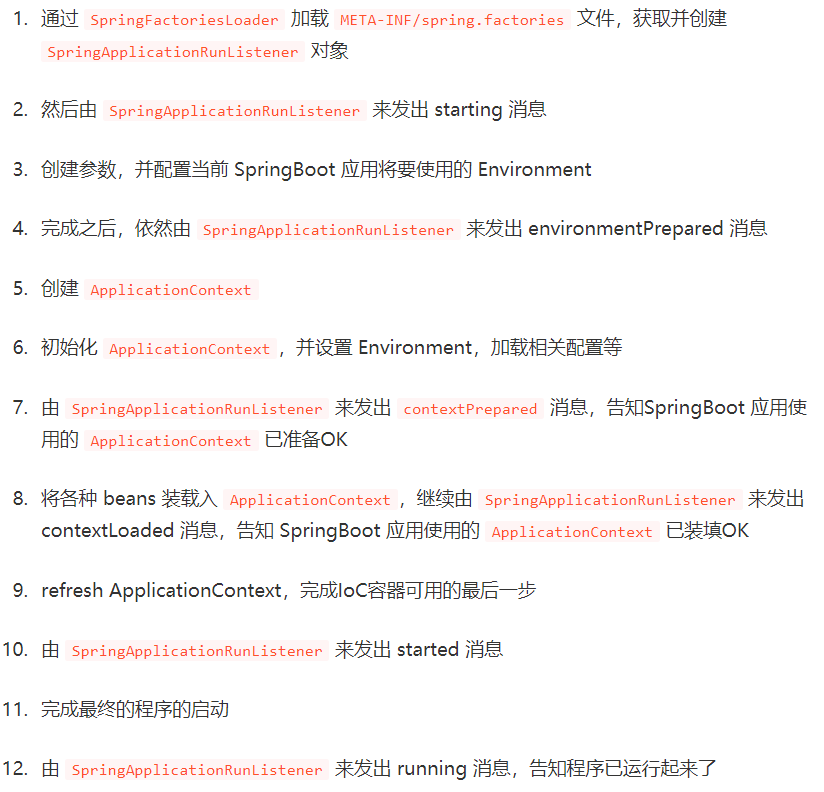 1. 通过 SpringFactoriesLoader 加载 META-INF/spring.factories 文件，获取并创建
SpringApplicationRunListener 对象
2. 然后由 SpringApplicationRunListener 来发出 starting 消息
3. 创建参数，并配置当前 SpringBoot 应用将要使用的 Environment
4. 完成之后，依然由 SpringApplicationRunListener 来发出 environmentPrepared 消息
5. 创建 ApplicationContext
6. 初始化 ApplicationContext ，并设置 Environment，加载相关配置等
7. 由 SpringApplicationRunListener 来发出 contextPrepared 消息，告知SpringBoot 应用使
用的 ApplicationContext 已准备OK
8. 将各种 beans 装载入 ApplicationContext ，继续由 SpringApplicationRunListener 来发出
contextLoaded 消息，告知 SpringBoot 应用使用的 ApplicationContext 已装填OK
9. refresh ApplicationContext，完成IoC容器可用的最后一步
10. 由 SpringApplicationRunListener 来发出 started 消息
11. 完成最终的程序的启动
12. 由 SpringApplicationRunListener 来发出 running 消息，告知程序已运行起来了